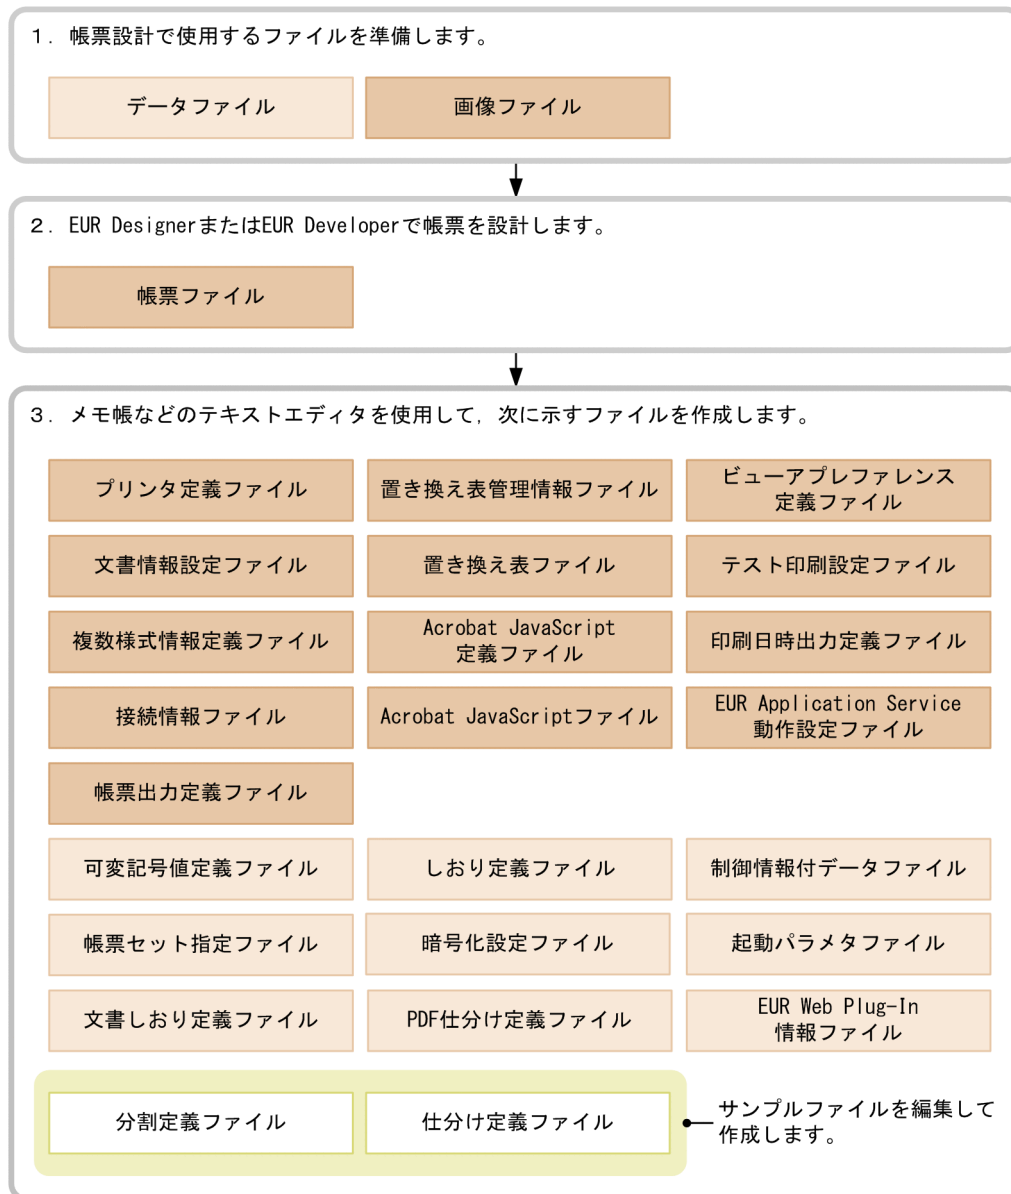 1. 帳票設計で使用するファイルを準備します。
データファイル
画像ファイル
2. EUR DesignerまたはEUR Developerで帳票を設計します。
帳票ファイル
3. メモ帳などのテキストエディタを使用して，次に示すファイルを作成します。
プリンタ定義ファイル
置き換え表管理情報ファイル
ビューアプレファレンス
定義ファイル
文書情報設定ファイル
置き換え表ファイル
テスト印刷設定ファイル
複数様式情報定義ファイル
Acrobat JavaScript
定義ファイル
印刷日時出力定義ファイル
接続情報ファイル
Acrobat JavaScriptファイル
EUR Application Service
動作設定ファイル
帳票出力定義ファイル
可変記号値定義ファイル
しおり定義ファイル
制御情報付データファイル
帳票セット指定ファイル
暗号化設定ファイル
起動パラメタファイル
文書しおり定義ファイル
PDF仕分け定義ファイル
EUR Web Plug-In
情報ファイル
分割定義ファイル
仕分け定義ファイル
サンプルファイルを編集して
作成します。